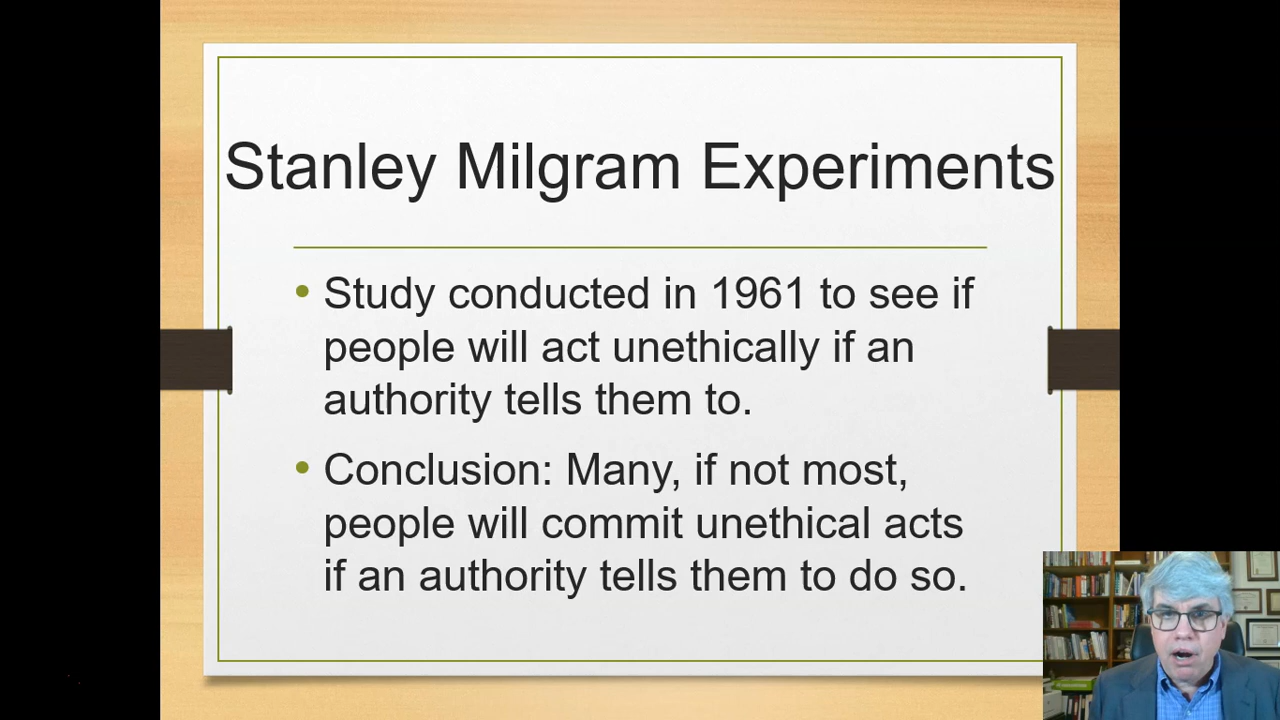 Stanley Milgram Experiments
• Study conducted in 1961 to see if
people will act unethically if an
authority tells them to.
• Conclusion: Many, if not most,
people will commit unethical acts
if an authority tells them to do so.